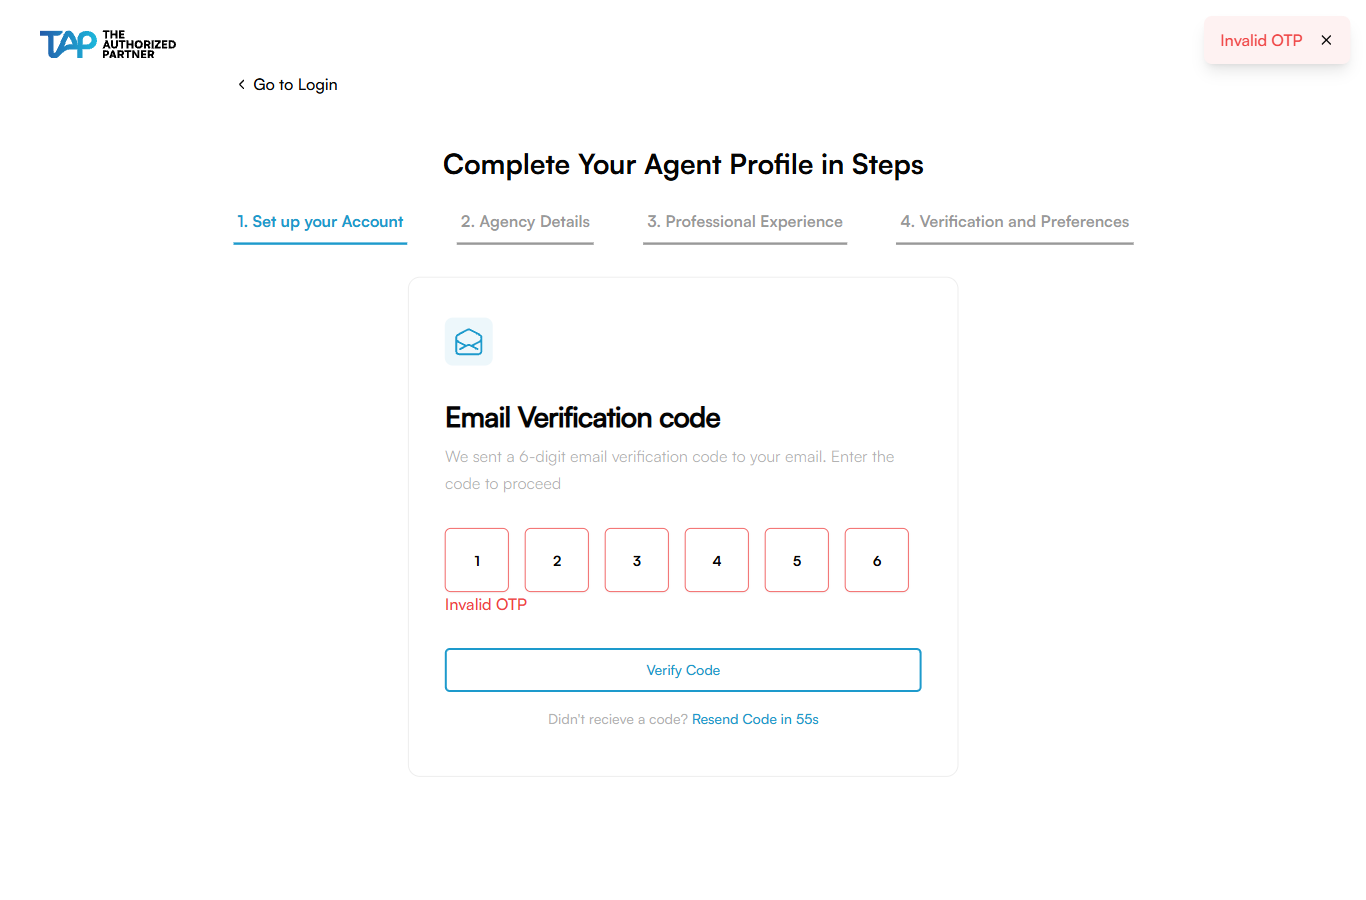 TAP THE
AUTHORIZED
PARTNER
Invalid OTP
Go to Login
Complete Your Agent Profile in Steps
1. Set up your Account
2. Agency Details
3. Professional Experience
4. Verification and Preferences
Email Verification code
We sent a 6-digit email verification code to your email. Enter the
code to proceed
1 2 3 4 5 6
Invalid OTP
Verify Code
Didn't recieve a code? Resend Code in 55s